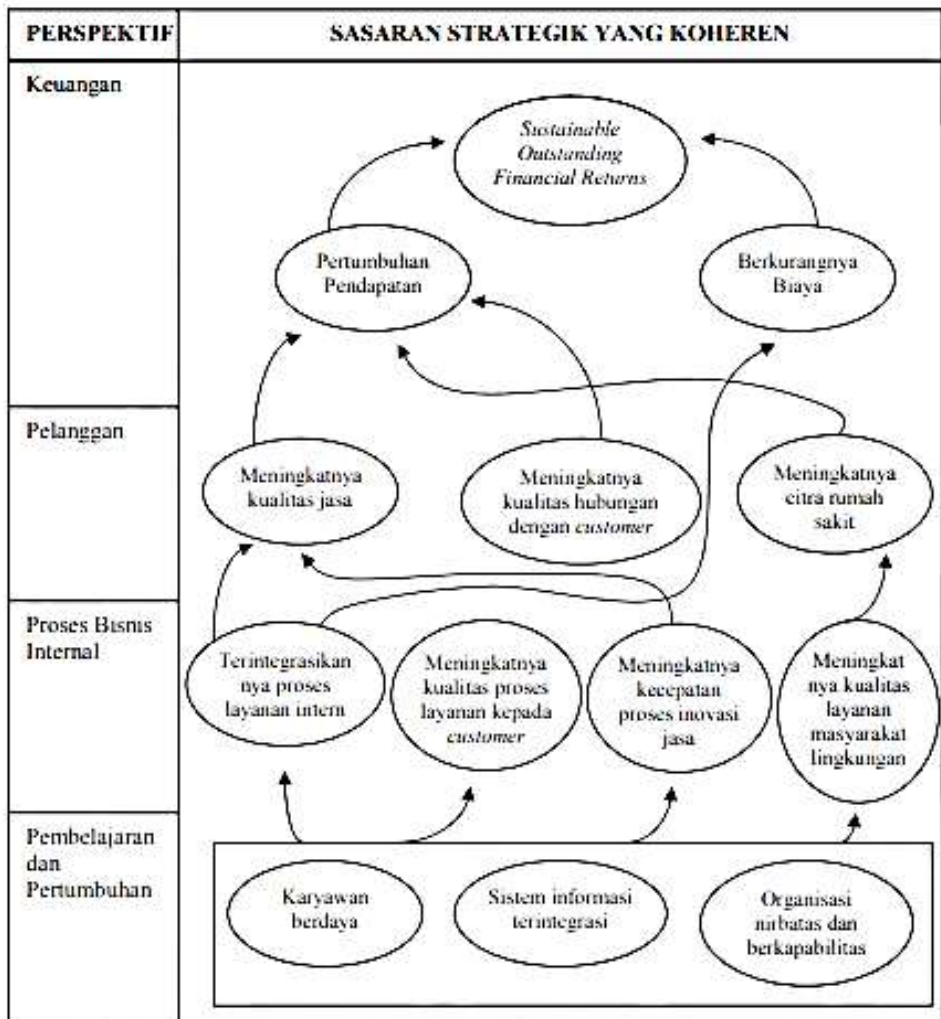 PERSPEKTIF
SASARAN STRATEGIK YANG KOHEREN
Keuangan
Sustainable
Outstanding
Financial Returns
Pertumbuhan
Pendapatan
Berkurangnya
Biaya
Pelanggan
Meningkatnya
kualitas jasa
Meningkatnya
kualitas hubungan
dengan customer
Meningkatnya
citra rumah
sakit
Proses Bisnis
Internal
Terintegrasikan
nya proses
layanan intern
Meningkatnya
kualitas proses
layanan kepada
customer
Meningkatnya
kecepatan
proses inovasi
jasa
Meningkat
nya kualitas
layanan
masyarakat
lingkungan
Pembelajaran
dan
Pertumbuhan
Karyawan
berdaya
Sistem informasi
terintegrasi
Organisasi
nirbatas dan
berkapabilitas